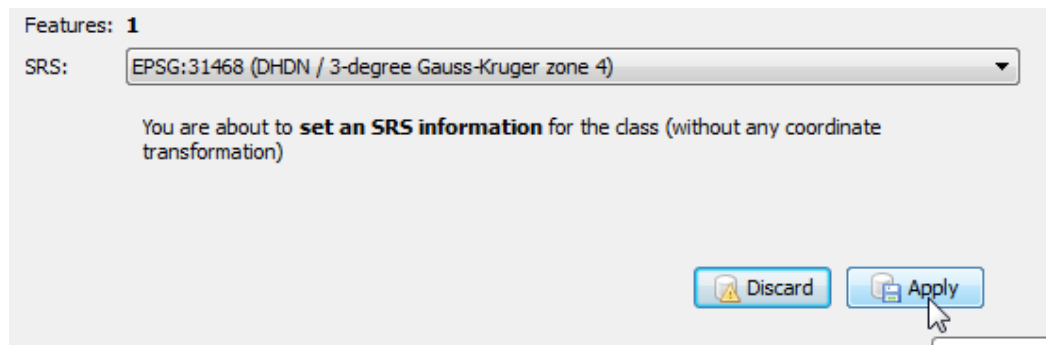 Features: 1
SRS: EPSG:31468 (DHDN / 3-degree Gauss-Kruger zone 4)
You are about to set an SRS information for the class (without any coordinate
transformation)
Discard Apply